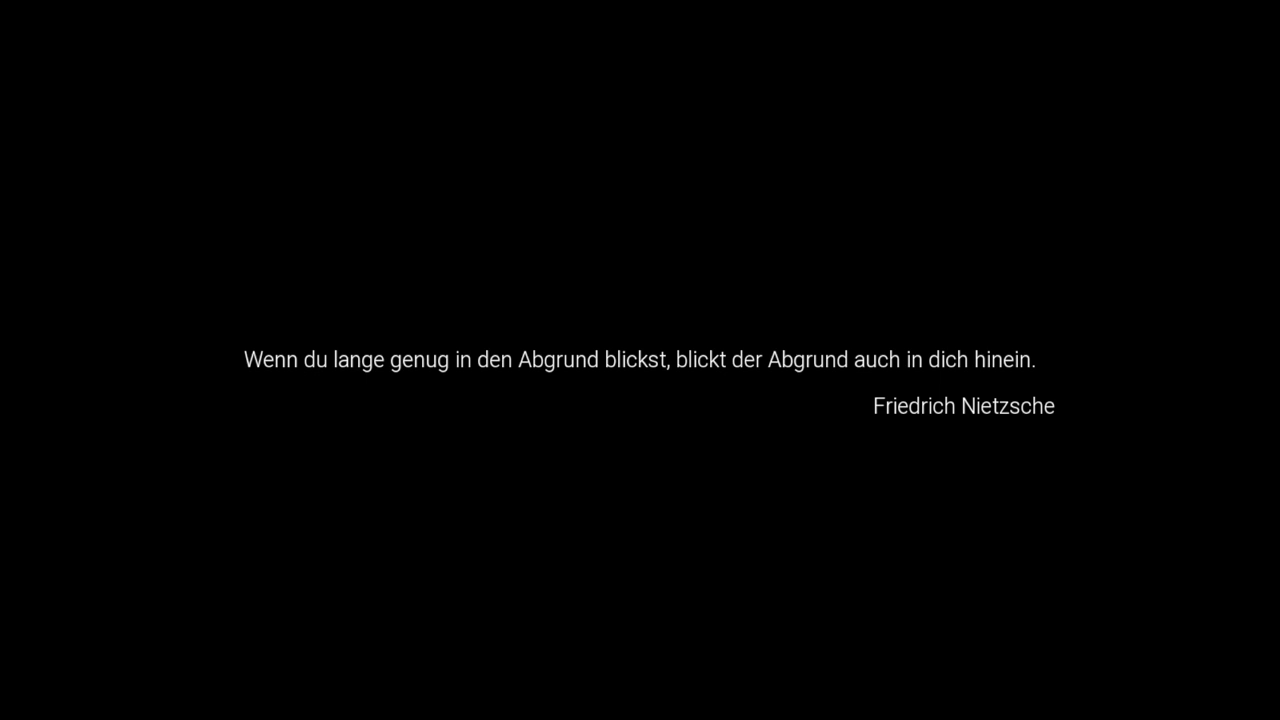 Wenn du lange genug in den Abgrund blickst, blickt der Abgrund auch in dich hinein.
Friedrich Nietzsche